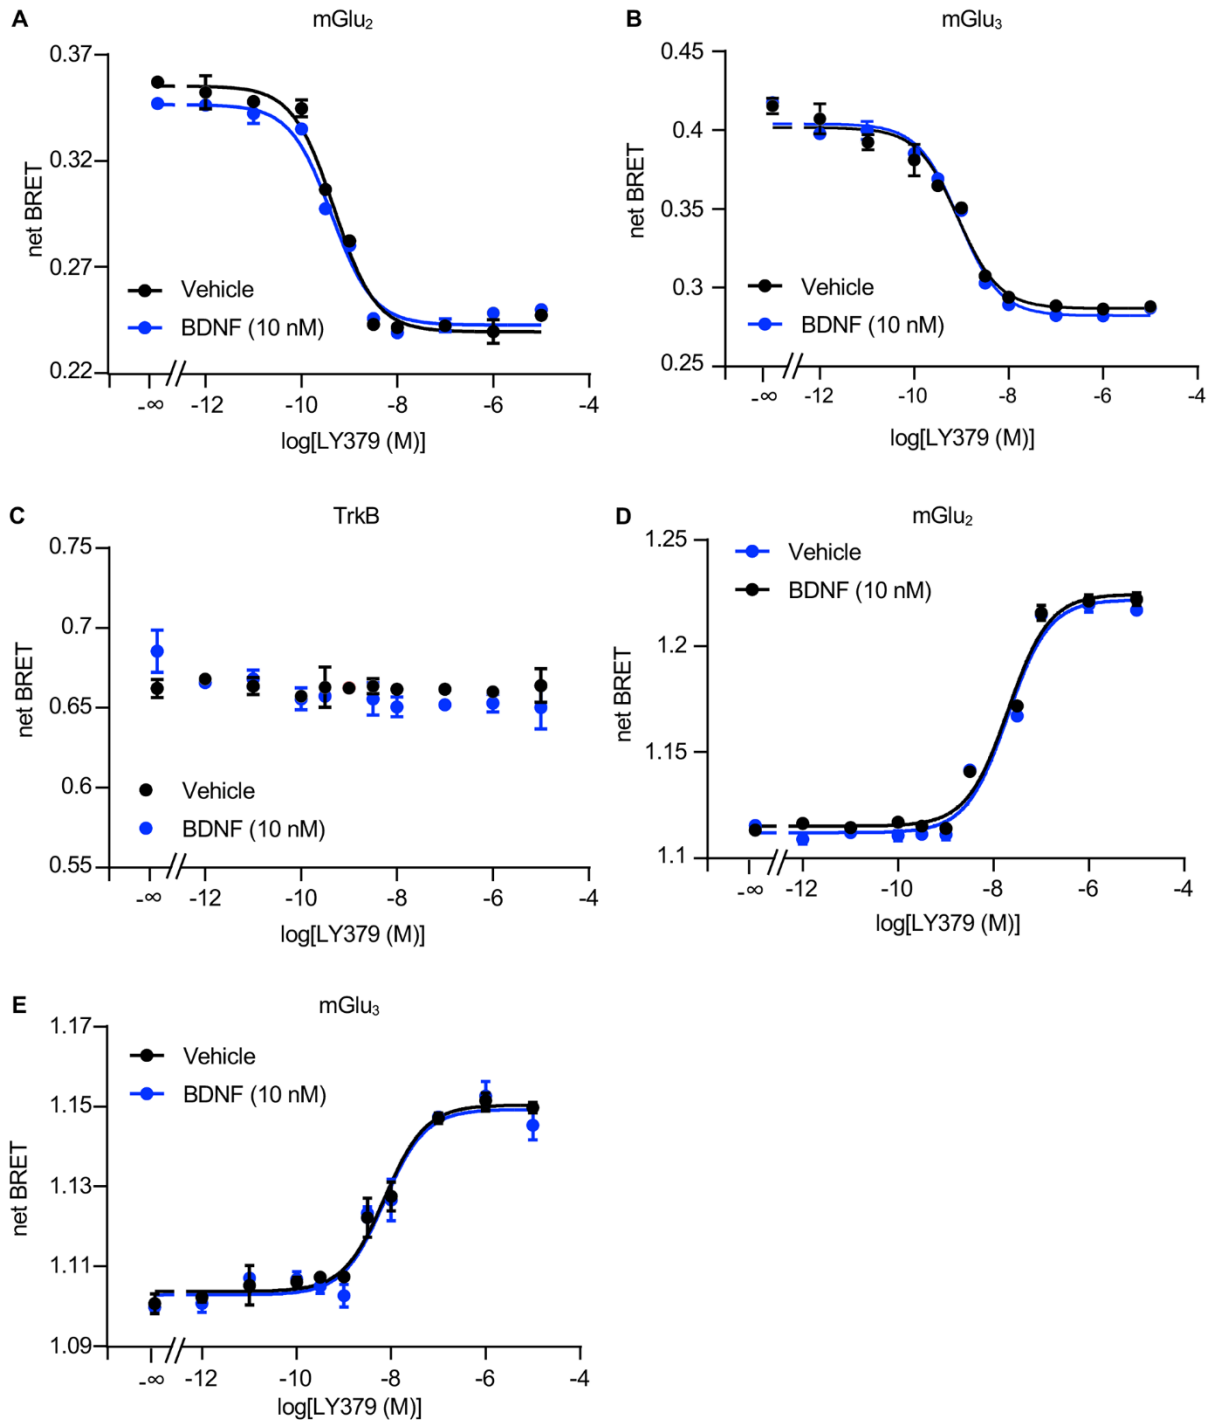 A
mGlu₂
0.37
0.32
0.27
0.22
net BRET
Vehicle
BDNF (10 nM)
-∞ -12 -10 -8 -6 -4
log[LY379 (M)]
B
mGlu₃
0.45
0.4
0.35
0.3
0.25
net BRET
Vehicle
BDNF (10 nM)
-∞ -12 -10 -8 -6 -4
log[LY379 (M)]
C
TrkB
0.75
0.7
0.65
0.6
0.55
net BRET
Vehicle
BDNF (10 nM)
-∞ -12 -10 -8 -6 -4
log[LY379 (M)]
D
mGlu₂
1.25
1.2
1.15
1.1
net BRET
Vehicle
BDNF (10 nM)
-∞ -12 -10 -8 -6 -4
log[LY379 (M)]
E
mGlu₃
1.17
1.15
1.13
1.11
1.09
net BRET
Vehicle
BDNF (10 nM)
-∞ -12 -10 -8 -6 -4
log[LY379 (M)]